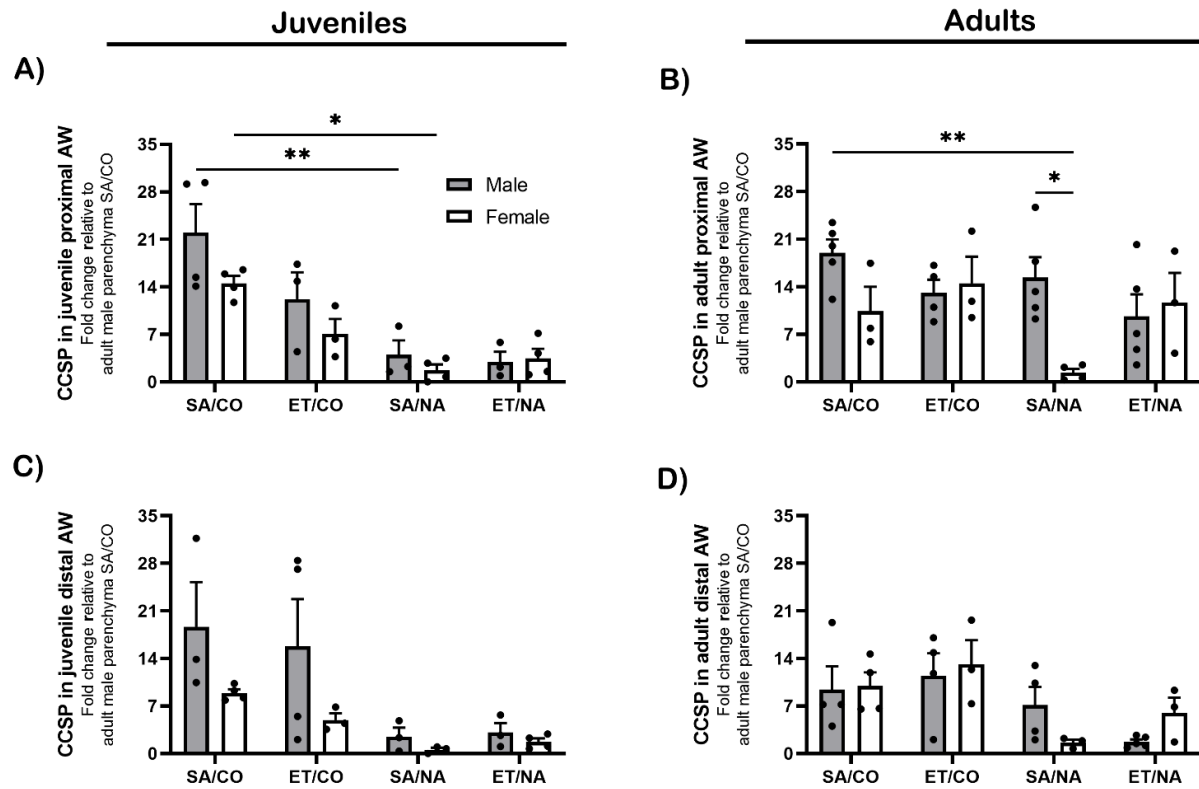 Juveniles
Adults
A)
CCSP in juvenile proximal AW
Fold change relative to
adult male parenchyma SA/CO
35
28
21
14
7
0
*
**
Male
Female
SA/CO
ET/CO
SA/NA
ET/NA
B)
CCSP in adult proximal AW
Fold change relative to
adult male parenchyma SA/CO
35
28
21
14
7
0
**
*
SA/CO
ET/CO
SA/NA
ET/NA
C)
CCSP in juvenile distal AW
Fold change relative to
adult male parenchyma SA/CO
35
28
21
14
7
0
SA/CO
ET/CO
SA/NA
ET/NA
D)
CCSP in adult distal AW
Fold change relative to
adult male parenchyma SA/CO
35
28
21
14
7
0
SA/CO
ET/CO
SA/NA
ET/NA